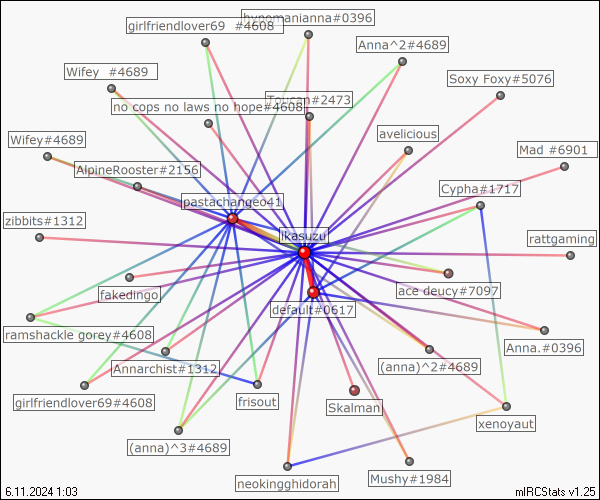 hypomanianna#0396
girlfriendlover69 #4608
Anna^2#4689
Wifey #4689
Soxy Foxy#5076
Toucan#2473
no cops no laws no hope#4608
avelicious
Wifey#4689
Mad #6901
AlpineRooster#2156
Cypha#1717
pastachangeo41
zibbits#1312
ikasuzu
rattgaming
fakedingo
ace deucy#7097
default#0617
ramshackle gorey#4608
Anna.#0396
Annarchist#1312
(anna)^2#4689
girlfriendlover69#4608
frisout
Skalman
xenoyaut
(anna)^3#4689
neokingghidorah
Mushy#1984
6.11.2024 1:03
mIRCStats v1.25